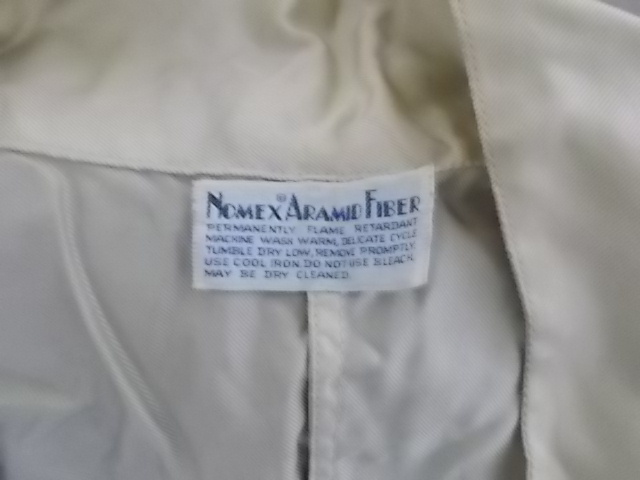 NOMEX® ARAMID FIBER
PERMANENTLY FLAME RETARDANT
MACHINE WASH WARM, DELICATE CYCLE
TUMBLE DRY LOW, REMOVE PROMPTLY
USE COOL IRON. DO NOT USE BLEACH.
MAY BE DRY CLEANED.